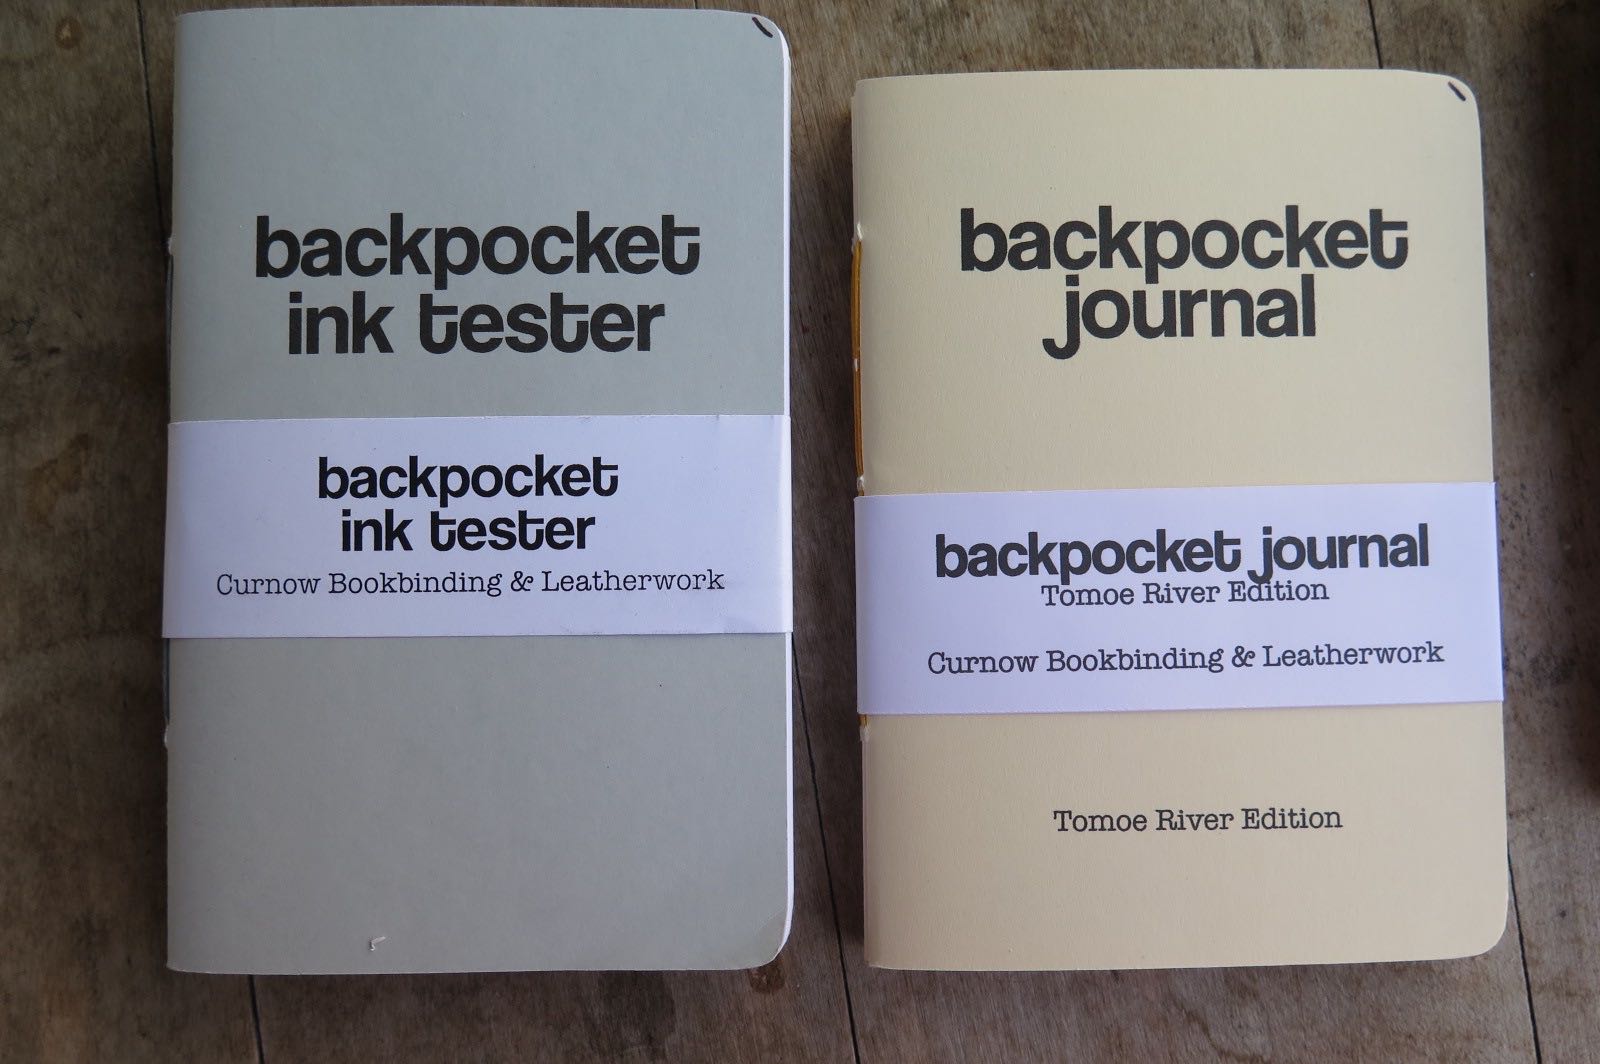 backpocket
ink tester
backpocket
ink tester
Curnow Bookbinding & Leatherwork
backpocket
journal
backpocket journal
Tomoe River Edition
Curnow Bookbinding & Leatherwork
Tomoe River Edition